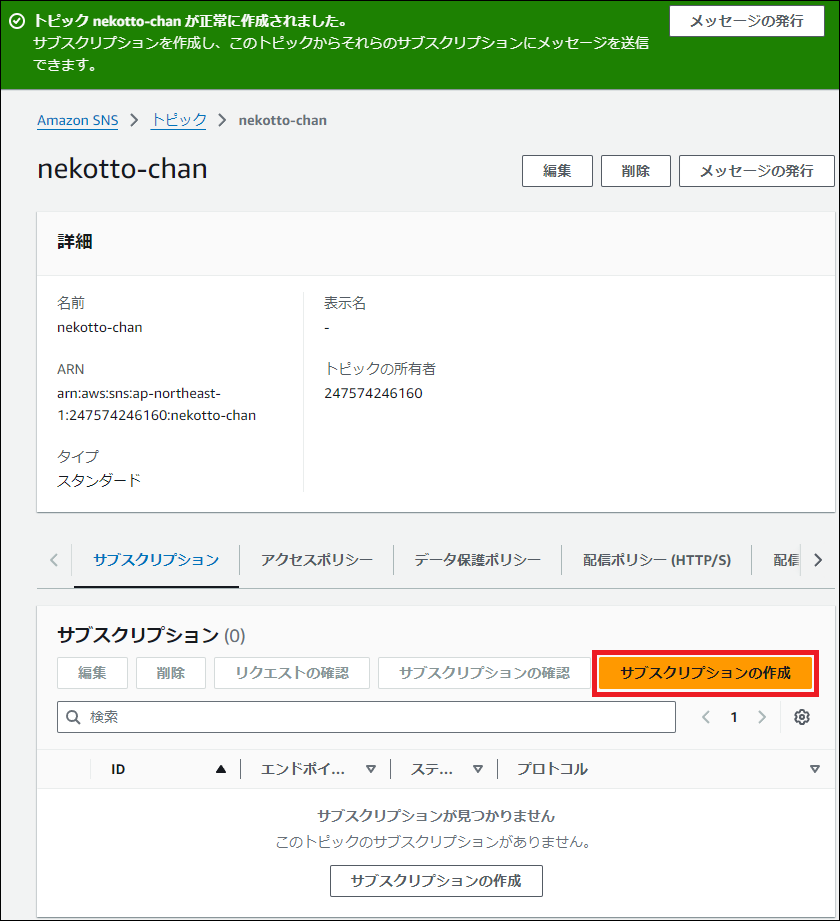 トピック nekotto-chan が正常に作成されました。
サブスクリプションを作成し、このトピックからそれらのサブスクリプションにメッセージを送信
できます。
メッセージの発行
Amazon SNS
トピック
nekotto-chan
nekotto-chan
編集
削除
メッセージの発行
詳細
名前
nekotto-chan
表示名
-
ARN
arn:aws:sns:ap-northeast-
1:247574246160:nekotto-chan
トピックの所有者
247574246160
タイプ
スタンダード
サブスクリプション
アクセスポリシー
データ保護ポリシー
配信ポリシー (HTTP/S)
配信
サブスクリプション (0)
編集
削除
リクエストの確認
サブスクリプションの確認
サブスクリプションの作成
検索
1
ID
エンドポイ...
ステ...
プロトコル
サブスクリプションが見つかりません
このトピックのサブスクリプションがありません。
サブスクリプションの作成